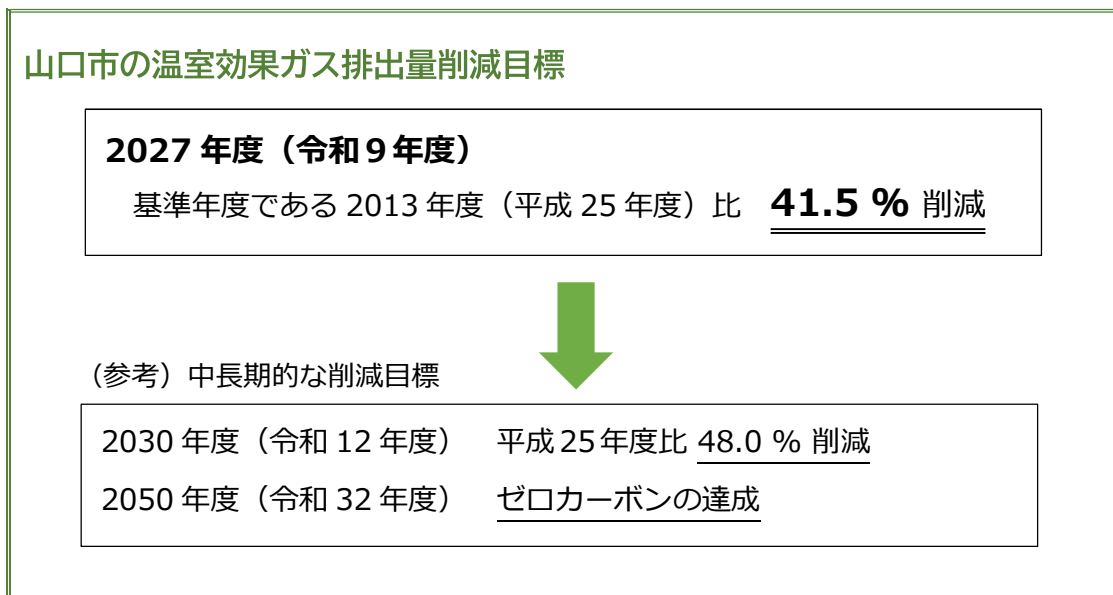 山口市の温室効果ガス排出量削減目標
2027 年度（令和９年度）
基準年度である 2013 年度（平成 25 年度）比 41.5 % 削減
（参考）中長期的な削減目標
2030 年度（令和 12 年度） 平成 25 年度比 48.0 % 削減
2050 年度（令和 32 年度） ゼロカーボンの達成